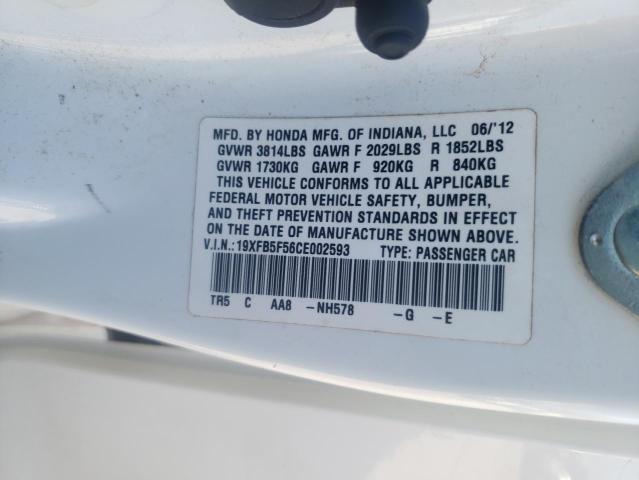 MFD. BY HONDA MFG. OF INDIANA, LLC 06/'12
GVWR 3814LBS GAWR F 2029LBS R 1852LBS
GVWR 1730KG GAWR F 920KG R 840KG
THIS VEHICLE CONFORMS TO ALL APPLICABLE
FEDERAL MOTOR VEHICLE SAFETY, BUMPER,
AND THEFT PREVENTION STANDARDS IN EFFECT
ON THE DATE OF MANUFACTURE SHOWN ABOVE.
V.I.N.:19XFB5F56CE002593 TYPE: PASSENGER CAR
TR5 C AA8 -NH578 -G -E